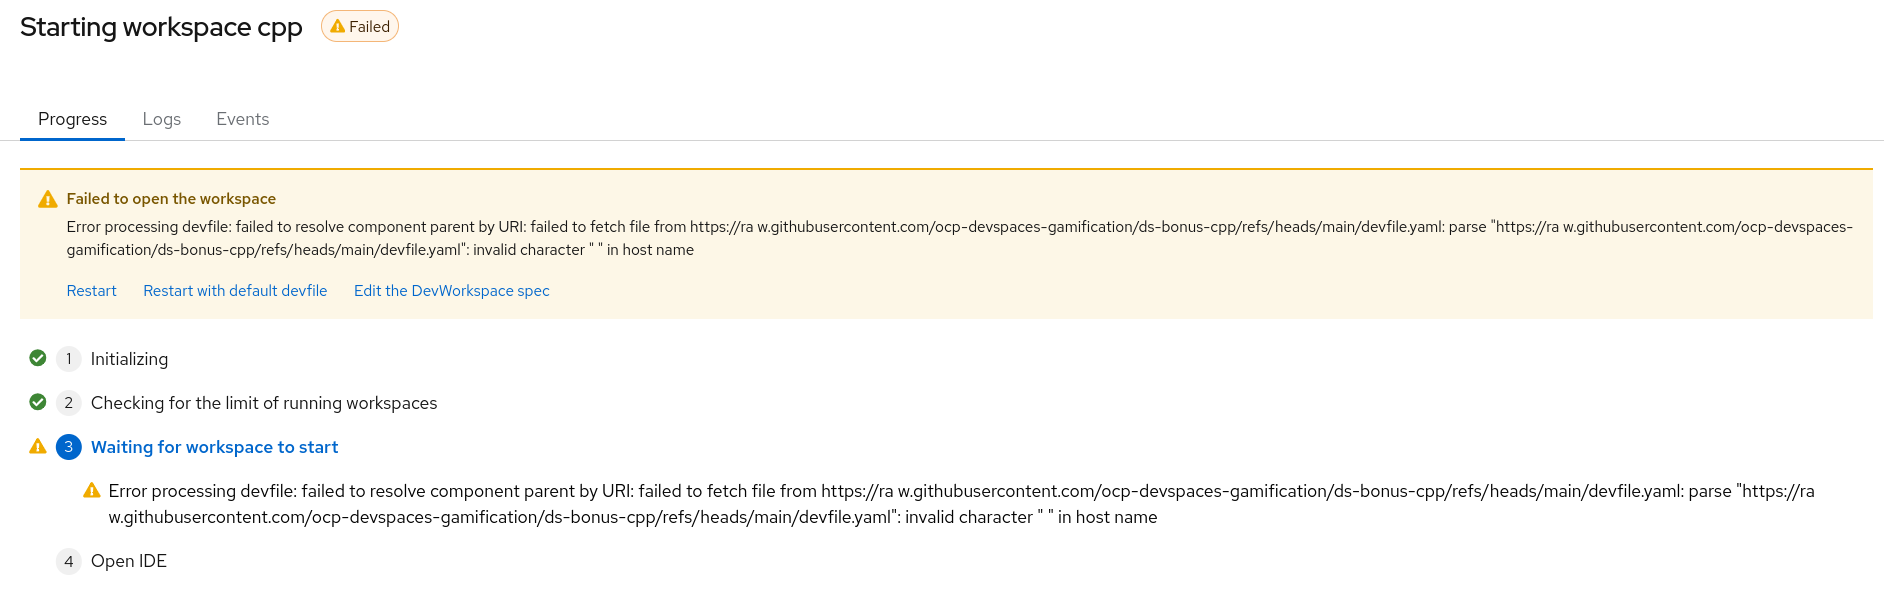 Starting workspace cpp Failed
Progress Logs Events
Failed to open the workspace
Error processing devfile: failed to resolve component parent by URI: failed to fetch file from https://ra w.githubusercontent.com/ocp-devspaces-gamification/ds-bonus-cpp/refs/heads/main/devfile.yaml: parse "https://ra w.githubusercontent.com/ocp-devspaces-
gamification/ds-bonus-cpp/refs/heads/main/devfile.yaml": invalid character " " in host name
Restart Restart with default devfile Edit the DevWorkspace spec
1 Initializing
2 Checking for the limit of running workspaces
3 Waiting for workspace to start
Error processing devfile: failed to resolve component parent by URI: failed to fetch file from https://ra w.githubusercontent.com/ocp-devspaces-gamification/ds-bonus-cpp/refs/heads/main/devfile.yaml: parse "https://ra
w.githubusercontent.com/ocp-devspaces-gamification/ds-bonus-cpp/refs/heads/main/devfile.yaml": invalid character " " in host name
4 Open IDE